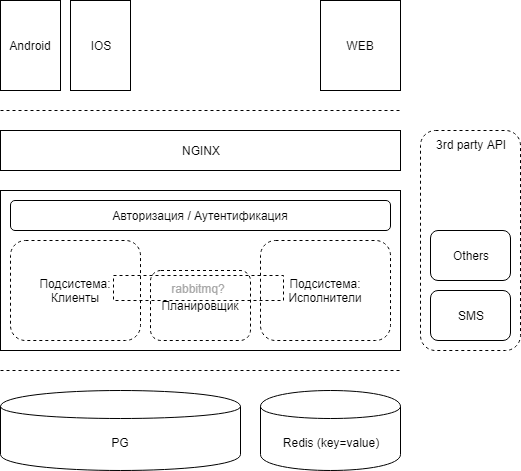 Android
IOS
WEB
NGINX
3rd party API
Авторизация / Аутентификация
Подсистема:
Клиенты
rabbitmq?
Планировщик
Подсистема:
Исполнители
Others
SMS
PG
Redis (key=value)